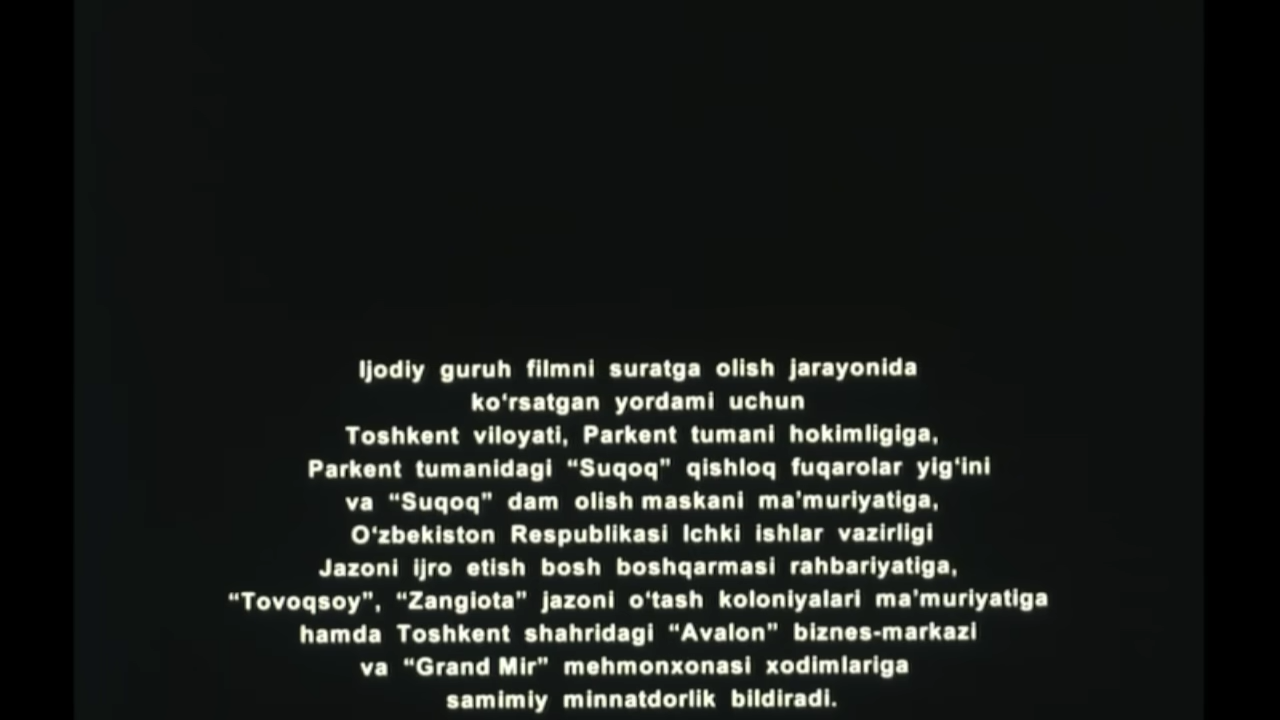 Ijodiy guruh filmni suratga olish jarayonida
ko‘rsatgan yordami uchun
Toshkent viloyati, Parkent tumani hokimligiga,
Parkent tumanidagi “Suqoq” qishloq fuqarolar yig‘ini
va “Suqoq” dam olish maskani ma'muriyatiga,
O‘zbekiston Respublikasi Ichki ishlar vazirligi
Jazoni ijro etish bosh boshqarmasi rahbariyatiga,
“Tovoqsoy”, “Zangiota” jazoni o‘tash koloniyalari ma'muriyatiga
hamda Toshkent shahridagi “Avalon” biznes-markazi
va “Grand Mir” mehmonxonasi xodimlariga
samimiy minnatdorlik bildiradi.